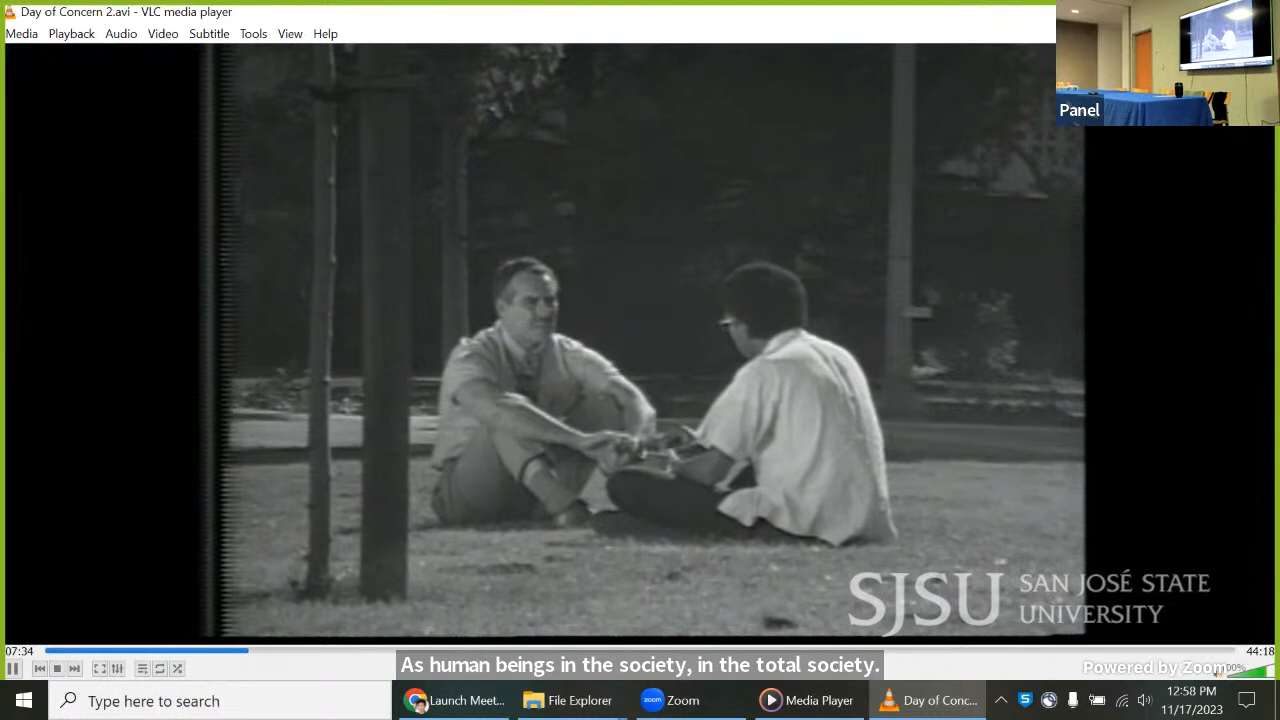 Day of Concern 2.avi - VLC media player
Media Playback Audio Video Subtitle Tools View Help
Panel
SJSU SAN JOSÉ STATE
UNIVERSITY
07:34
44:18
As human beings in the society, in the total society.
Powered by Zoom
Type here to search
Launch Meet...
File Explorer
Zoom
zoom
Media Player
Day of Conc...
12:58 PM
11/17/2023